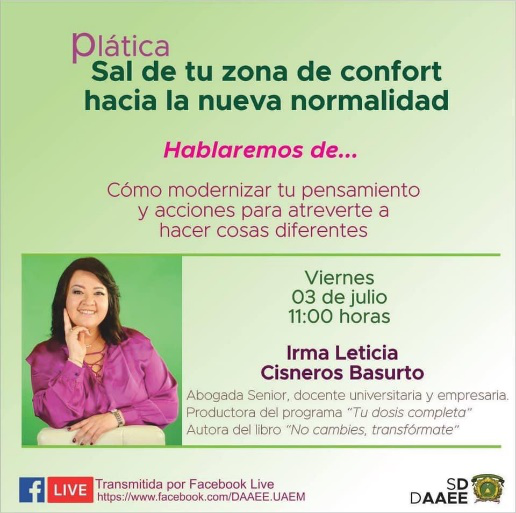 Plática
Sal de tu zona de confort
hacia la nueva normalidad
Hablaremos de...
Cómo modernizar tu pensamiento
y acciones para atreverte a
hacer cosas diferentes
Viernes
03 de julio
11:00 horas
Irma Leticia
Cisneros Basurto
Abogada Senior, docente universitaria y empresaria.
Productora del programa “Tu dosis completa”
Autora del libro “No cambies, transfórmate”
LIVE
Transmitida por Facebook Live
https://www.facebook.com/DAAEE.UAEM
SD
DAAEE